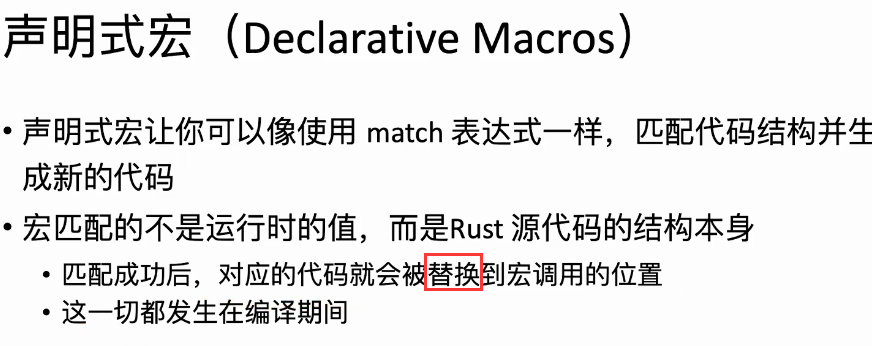 声明式宏（Declarative Macros）
• 声明式宏让你可以像使用 match 表达式一样，匹配代码结构并生
成新的代码
• 宏匹配的不是运行时的值，而是Rust 源代码的结构本身
• 匹配成功后，对应的代码就会被替换到宏调用的位置
• 这一切都发生在编译期间